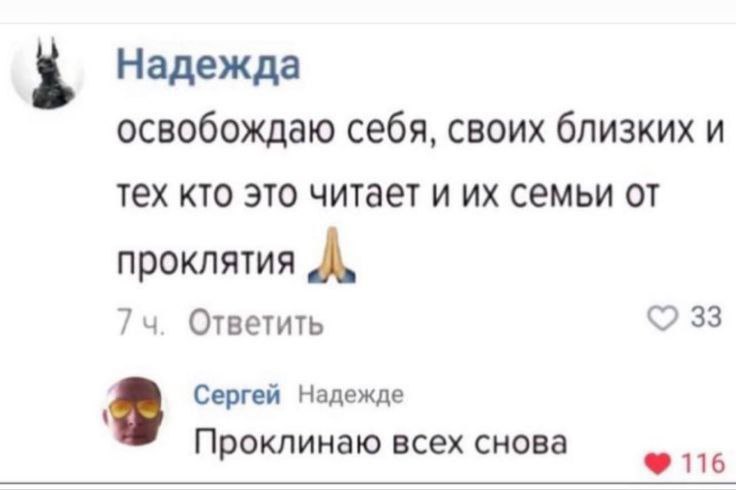 Надежда
освобождаю себя, своих близких и
тех кто это читает и их семьи от
проклятия 🙏🏼
7 ч. Ответить 33
Сергей Надежде
Проклинаю всех снова
116